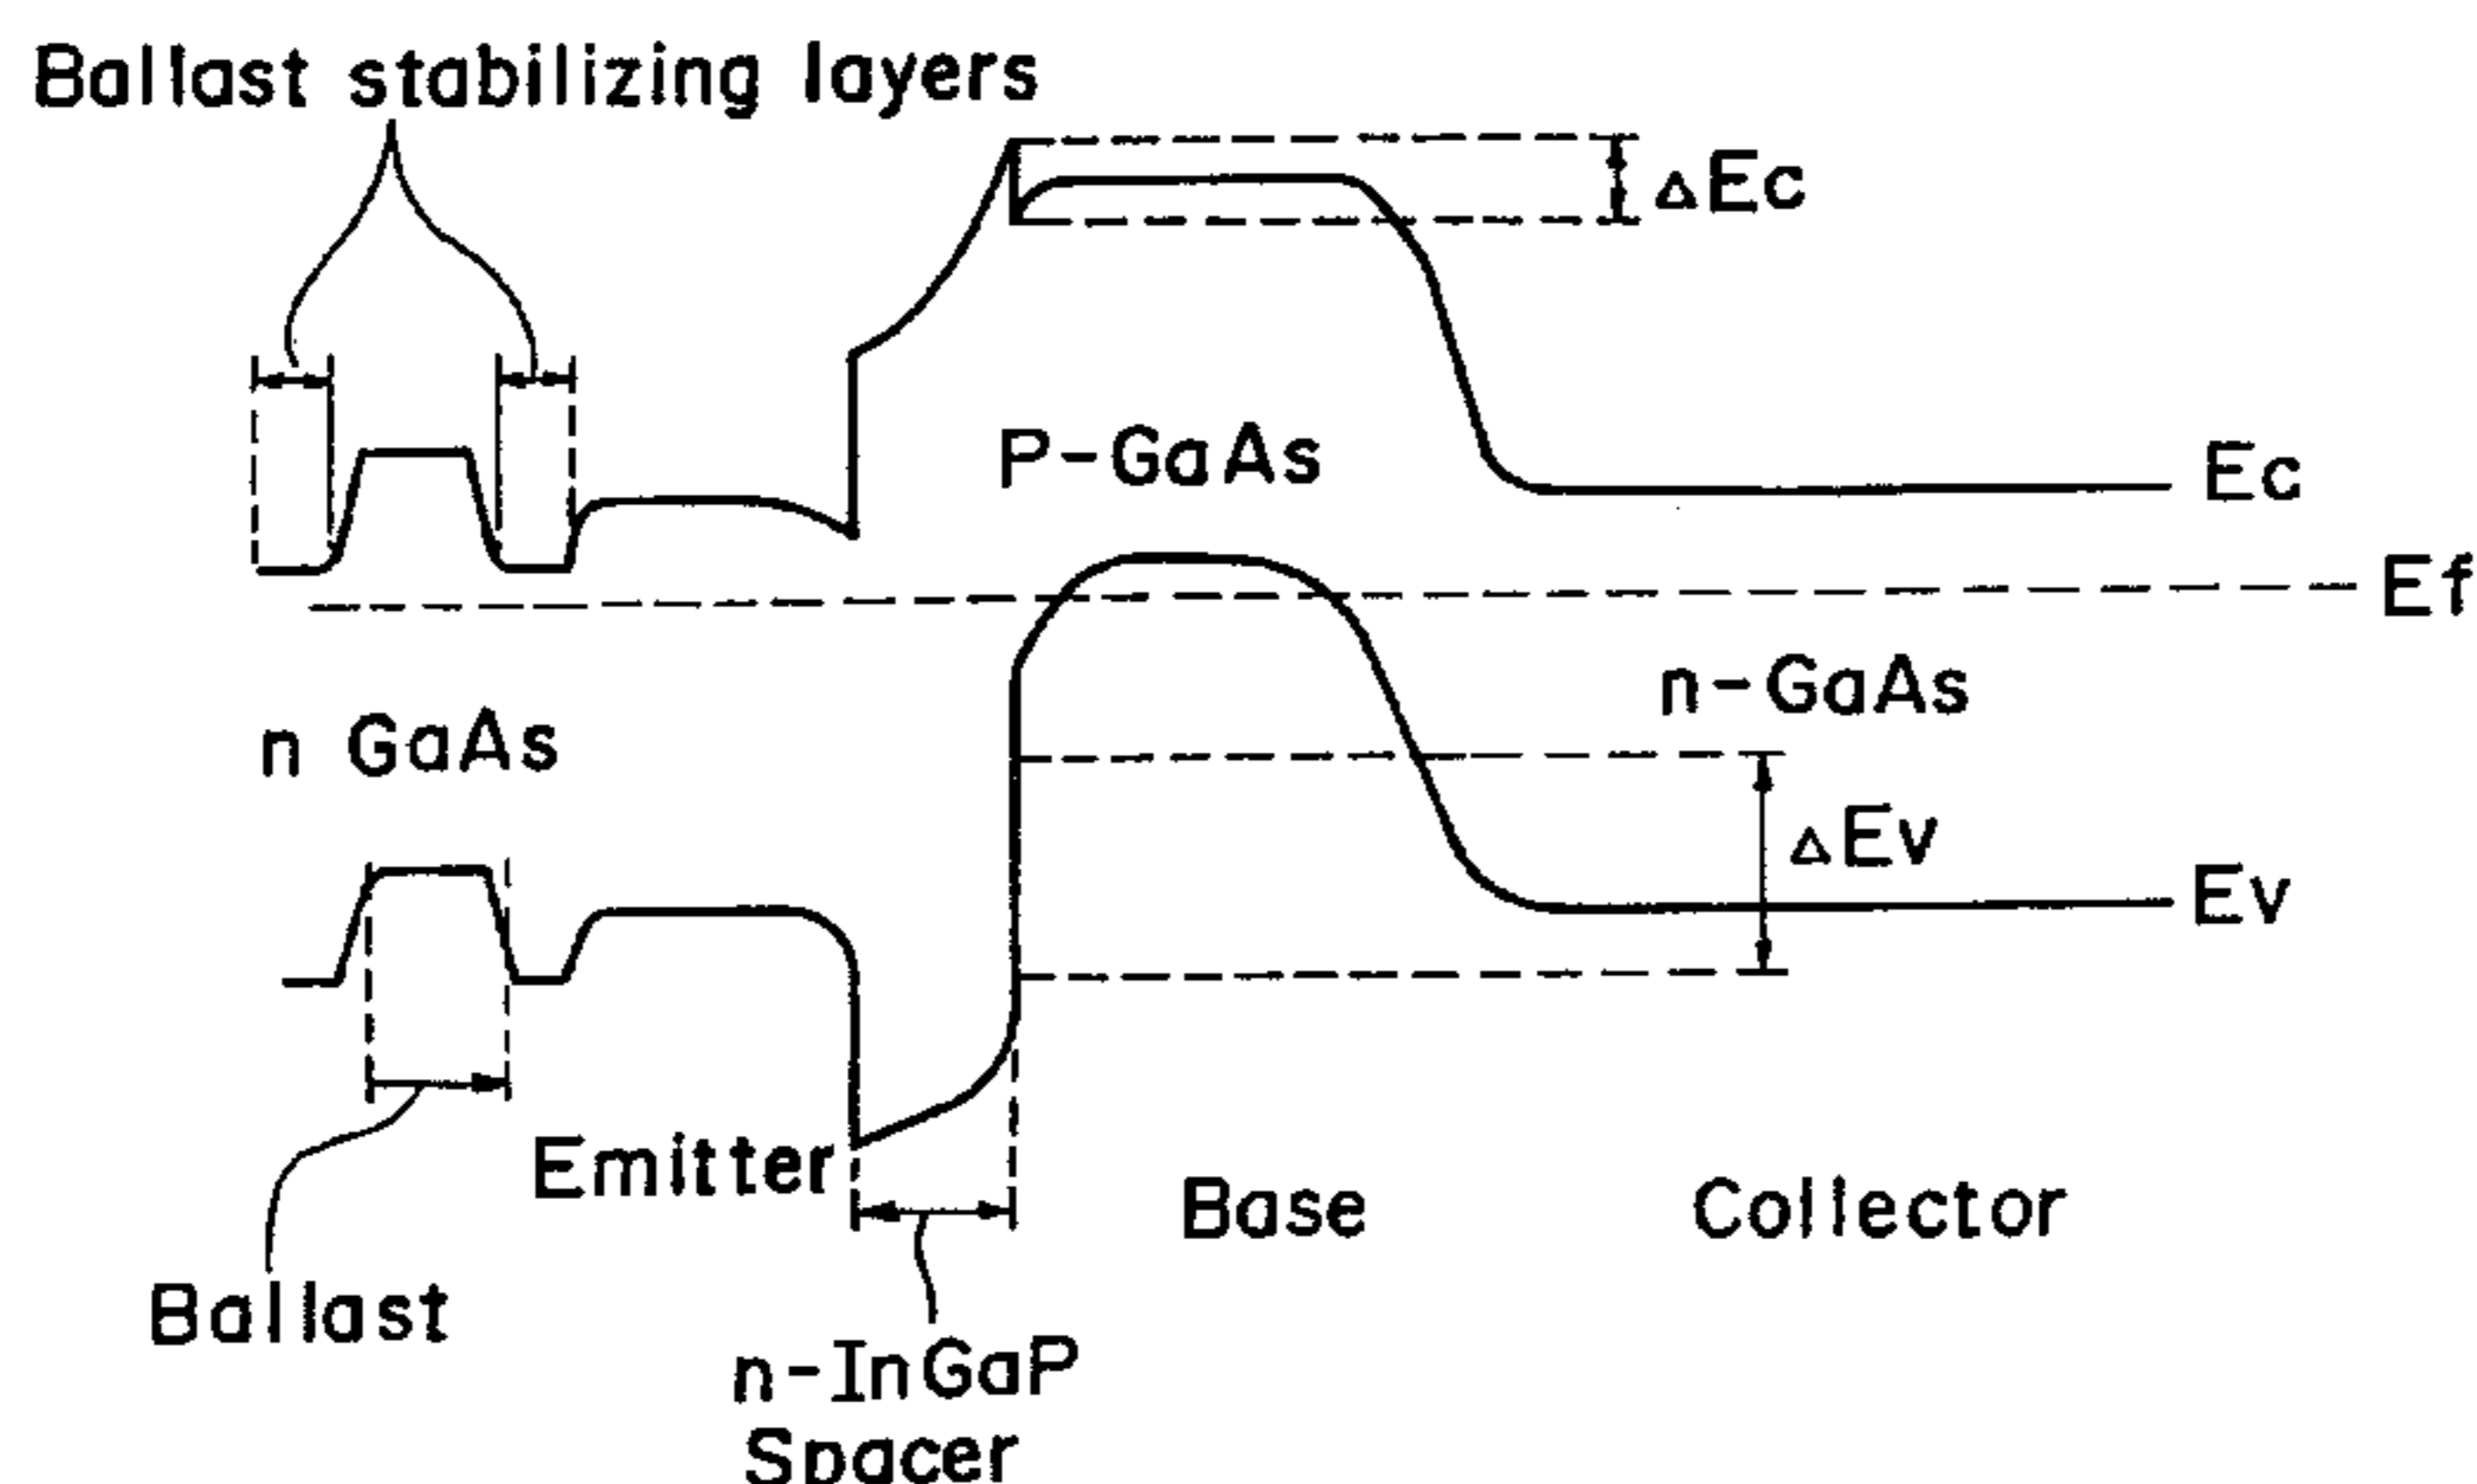 Ballast stabilizing layers
ΔEc
P-GaAs
Ec
Ef
n-GaAs
n GaAs
ΔEv
Ev
Emitter
Base
Collector
Ballast
n-InGaP
Spacer